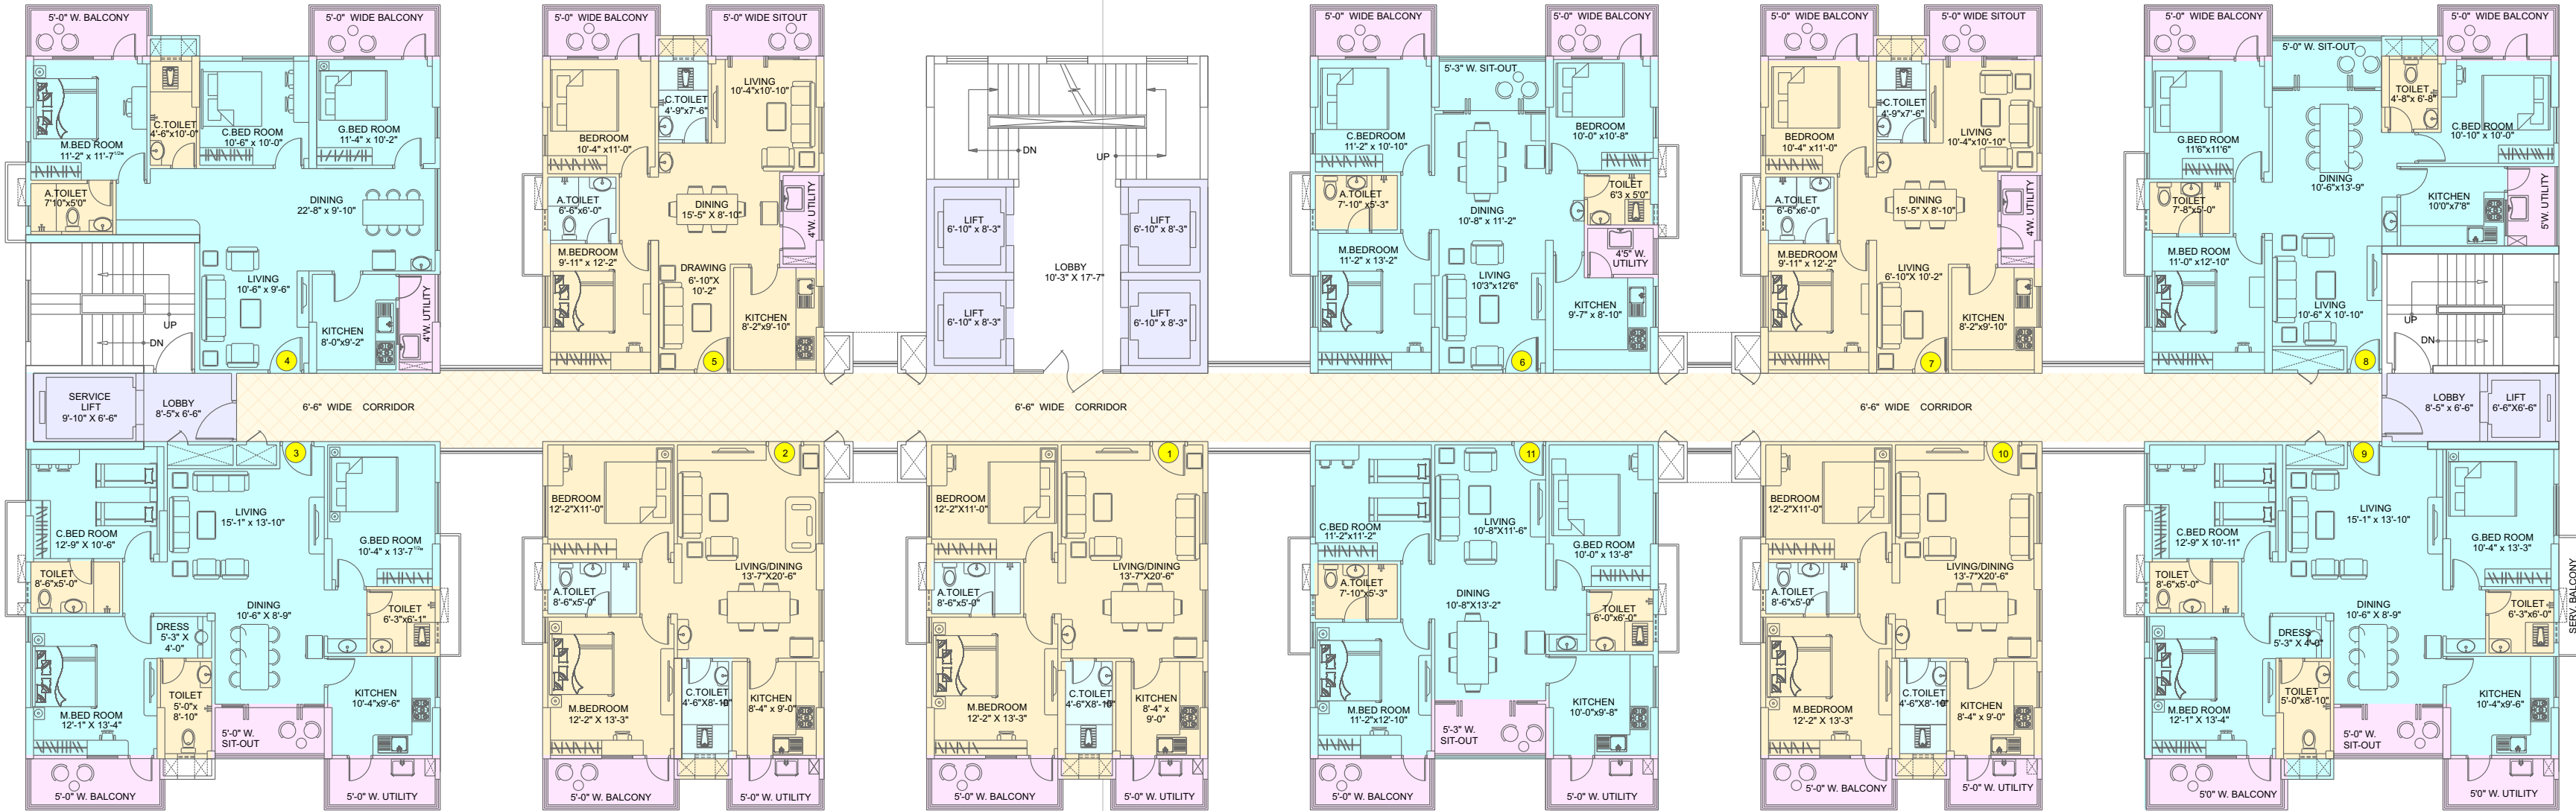 5'-0" W. BALCONY
5'-0" WIDE BALCONY
M.BED ROOM
11'-2" x 11'-7 1/2"
C.TOILET
4'-6"x10'-0"
C.BED ROOM
10'-6" x 10'-0"
G.BED ROOM
11'-4" x 10'-2"
A.TOILET
7'10"x5'0"
DINING
22'-8" x 9'-10"
LIVING
10'-6" x 9'-6"
KITCHEN
8'-0"x9'-2"
4'W. UTILITY
UP
DN
4
5'-0" WIDE BALCONY
5'-0" WIDE SITOUT
BEDROOM
10'-4" x11'-0"
C.TOILET
4'-9"x7'-6"
LIVING
10'-4"x10'-10"
A.TOILET
6'-6"x6'-0"
DINING
15'-5" X 8'-10"
4'W. UTILITY
M.BEDROOM
9'-11" x 12'-2"
DRAWING
6'-10"X
10'-2"
KITCHEN
8'-2"x9'-10"
5
DN
UP
LIFT
6'-10" x 8'-3"
LIFT
6'-10" x 8'-3"
LOBBY
10'-3" X 17'-7"
LIFT
6'-10" x 8'-3"
LIFT
6'-10" x 8'-3"
5'-0" WIDE BALCONY
5'-0" WIDE BALCONY
5'-3" W. SIT-OUT
C.BEDROOM
11'-2" x 10'-10"
BEDROOM
10'-0" x10'-8"
A.TOILET
7'-10" x5'-3"
DINING
10'-8" x 11'-2"
TOILET
6'3 x 5'0"
4'5" W.
UTILITY
M.BEDROOM
11'-2" x 13'-2"
LIVING
10'3"x12'6"
KITCHEN
9'-7" x 8'-10"
6
5'-0" WIDE BALCONY
5'-0" WIDE SITOUT
BEDROOM
10'-4" x11'-0"
C.TOILET
4'-9"x7'-6"
LIVING
10'-4"x10'-10"
A.TOILET
6'-6"x6'-0"
DINING
15'-5" X 8'-10"
4'W. UTILITY
M.BEDROOM
9'-11" x 12'-2"
LIVING
6'-10"X 10'-2"
KITCHEN
8'-2"x9'-10"
7
5'-0" WIDE BALCONY
5'-0" WIDE BALCONY
5'-0" W. SIT-OUT
TOILET
4'-8"x 6'-8"
G.BED ROOM
11'6"x11'6"
C.BED ROOM
10'-10" x 10'-0"
DINING
10'-6"x13'-9"
TOILET
7'-8"x5'-0"
KITCHEN
10'0"x7'8"
5'W. UTILITY
M.BED ROOM
11'-0" x12'-10"
LIVING
10'-6" X 10'-10"
UP
DN
8
SERVICE
LIFT
9'-10" X 6'-6"
LOBBY
8'-5"x 6'-6"
6'-6" WIDE CORRIDOR
6'-6" WIDE CORRIDOR
6'-6" WIDE CORRIDOR
LOBBY
8'-5" x 6'-6"
LIFT
6'-6"X6'-6"
3
LIVING
15'-1" x 13'-10"
C.BED ROOM
12'-9" X 10'-6"
G.BED ROOM
10'-4" x 13'-7 1/2"
TOILET
8'-6"x5'-0"
DINING
10'-6" X 8'-9"
TOILET
6'-3"x6'-1"
DRESS
5'-3" X
4'-0"
M.BED ROOM
12'-1" X 13'-4"
TOILET
5'-0"x
8'-10"
KITCHEN
10'-4"x9'-6"
5'-0" W.
SIT-OUT
5'-0" W. BALCONY
5'-0" W. UTILITY
2
BEDROOM
12'-2"X11'-0"
A.TOILET
8'-6"x5'-0"
LIVING/DINING
13'-7"X20'-6"
M.BEDROOM
12'-2" X 13'-3"
C.TOILET
4'-6"X8'-10"
KITCHEN
8'-4" x 9'-0"
5'-0" W. BALCONY
5'-0" W. UTILITY
1
BEDROOM
12'-2"X11'-0"
A.TOILET
8'-6"x5'-0"
LIVING/DINING
13'-7"X20'-6"
M.BEDROOM
12'-2" X 13'-3"
C.TOILET
4'-6"X8'-10"
KITCHEN
8'-4" x
9'-0"
5'-0" W. BALCONY
5'-0" W. UTILITY
11
LIVING
10'-8"X11'-6"
C.BED ROOM
11'-2"x11'-2"
G.BED ROOM
10'-0" x 13'-8"
A.TOILET
7'-10"x5'-3"
DINING
10'-8"X13'-2"
TOILET
6'-0"x6'-0"
M.BED ROOM
11'-2"x12'-10"
KITCHEN
10'-0"x9'-8"
5'-3" W.
SIT-OUT
5'-0" W. BALCONY
5'-0" W. UTILITY
10
BEDROOM
12'-2"X11'-0"
A.TOILET
8'-6"x5'-0"
LIVING/DINING
13'-7"X20'-6"
M.BEDROOM
12'-2" X 13'-3"
C.TOILET
4'-6"X8'-10"
KITCHEN
8'-4" x 9'-0"
5'-0" W. BALCONY
5'-0" W. UTILITY
9
LIVING
15'-1" x 13'-10"
C.BED ROOM
12'-9" X 10'-11"
G.BED ROOM
10'-4" x 13'-3"
TOILET
8'-6"x5'-0"
DINING
10'-6" X 8'-9"
TOILET
6'-3"x6'-0"
SERV. BALCONY
DRESS
5'-3" X 4'-0"
M.BED ROOM
12'-1" X 13'-4"
TOILET
5'-0"x8'-10"
KITCHEN
10'-4"x9'-6"
5'-0" W.
SIT-OUT
5'0" W. BALCONY
5'0" W. UTILITY